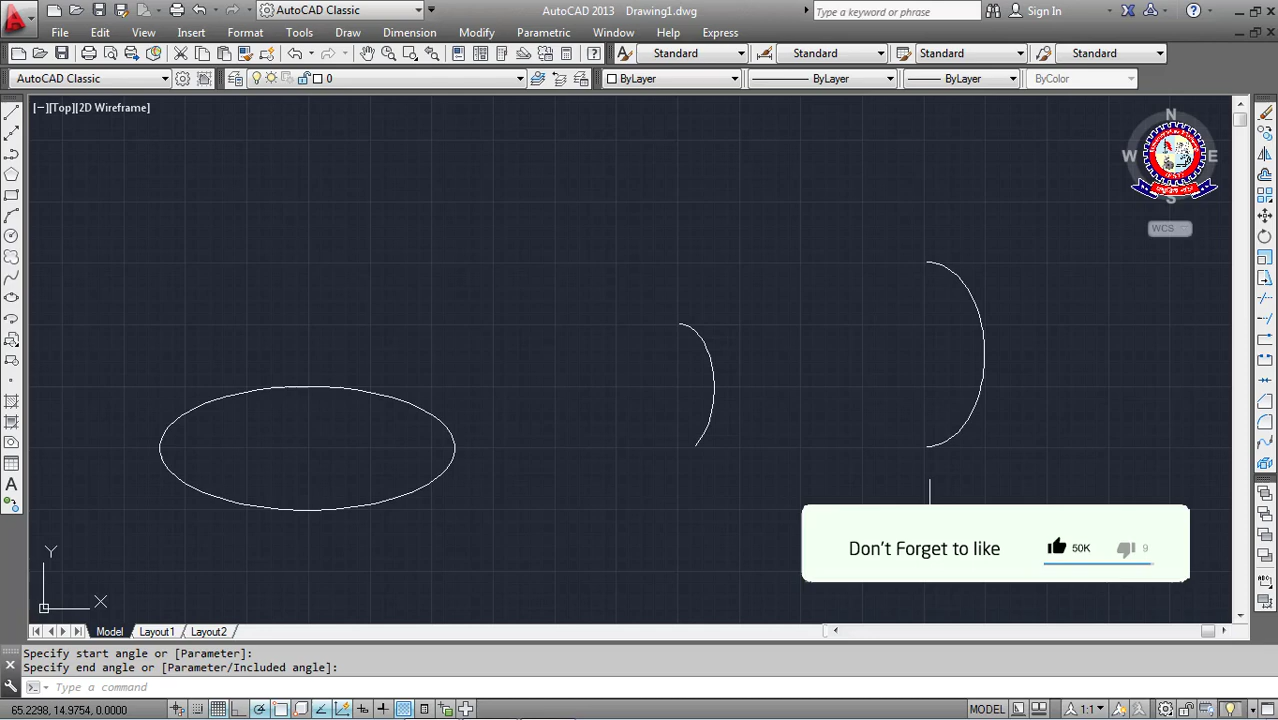 AutoCAD Classic
AutoCAD 2013 Drawing1.dwg
Type a keyword or phrase
Sign In
File Edit View Insert Format Tools Draw Dimension Modify Parametric Window Help Express
Standard Standard Standard Standard
AutoCAD Classic 0 ByLayer ByLayer ByLayer ByColor
[−][Top][2D Wireframe]
N
W E
S
WCS
Don't Forget to like 50K 9
Y
X
Model Layout1 Layout2
Specify start angle or [Parameter]:
Specify end angle or [Parameter/Included angle]:
Type a command
65.2298, 14.9754, 0.0000 MODEL 1:1
A